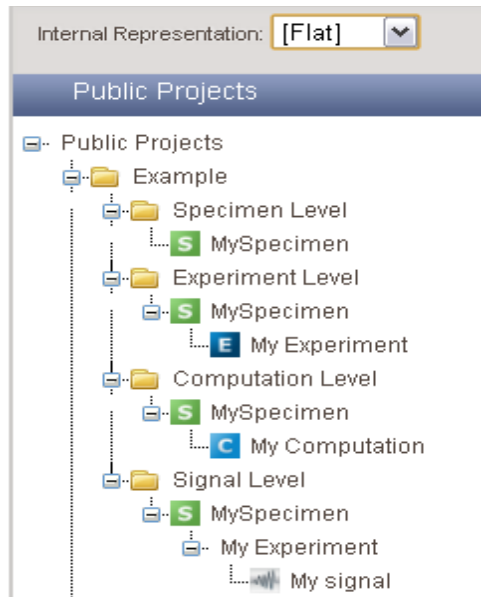 Internal Representation: [Flat]
Public Projects
Public Projects
Example
Specimen Level
S MySpecimen
Experiment Level
S MySpecimen
E My Experiment
Computation Level
S MySpecimen
C My Computation
Signal Level
S MySpecimen
My Experiment
My signal